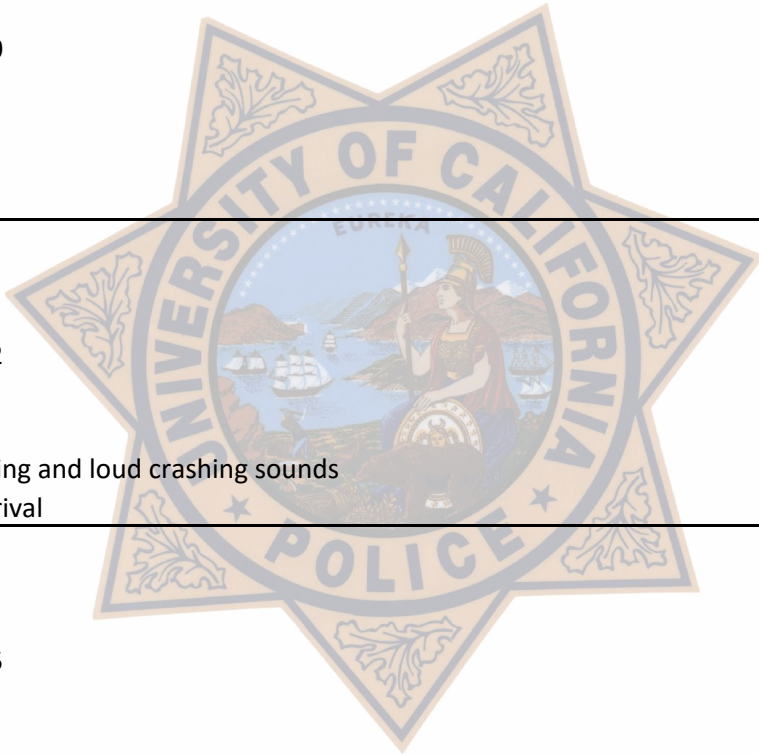 UNIVERSITY OF CALIFORNIA
EUREKA
ing and loud crashing sounds
rival
POLICE